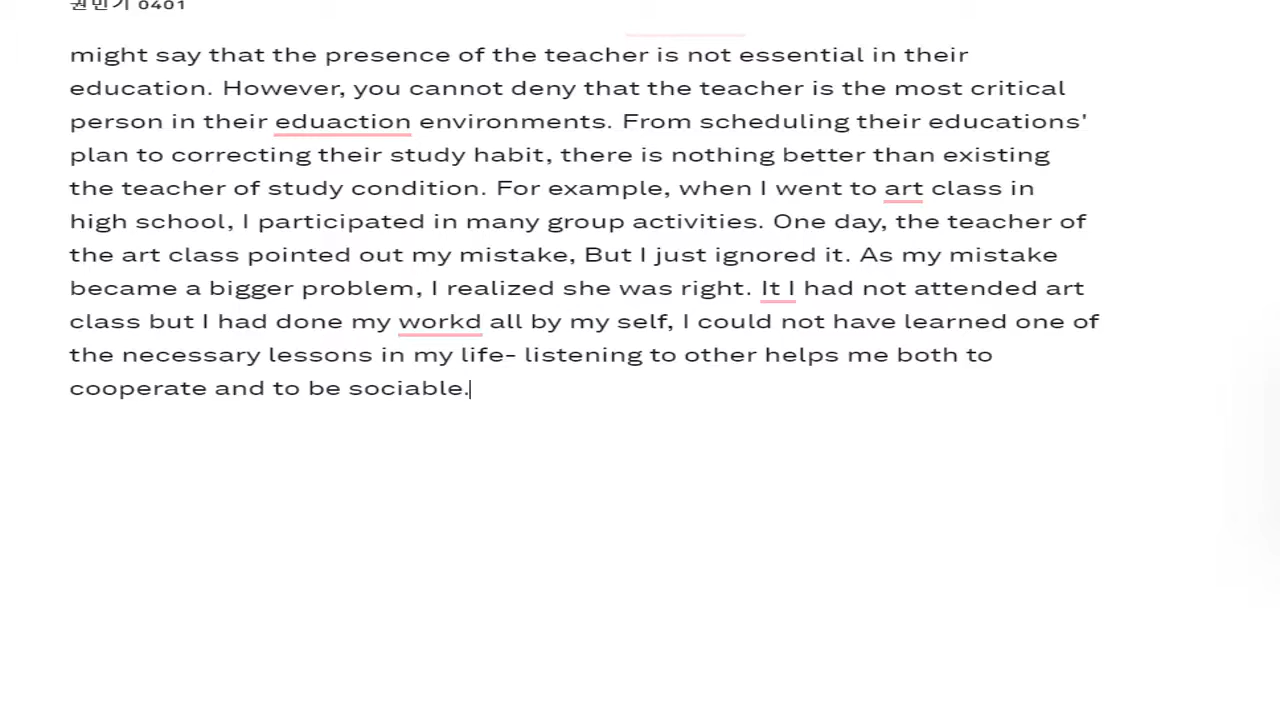 권민기 0401
might say that the presence of the teacher is not essential in their
education. However, you cannot deny that the teacher is the most critical
person in their eduaction environments. From scheduling their educations'
plan to correcting their study habit, there is nothing better than existing
the teacher of study condition. For example, when I went to art class in
high school, I participated in many group activities. One day, the teacher of
the art class pointed out my mistake, But I just ignored it. As my mistake
became a bigger problem, I realized she was right. It I had not attended art
class but I had done my workd all by my self, I could not have learned one of
the necessary lessons in my life- listening to other helps me both to
cooperate and to be sociable.